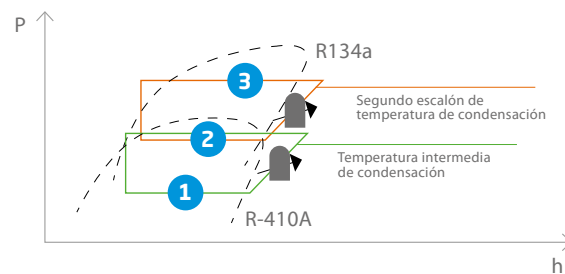 P
R134a
3
Segundo escalón de
temperatura de condensación
2
Temperatura intermedia
de condensación
1
R-410A
h